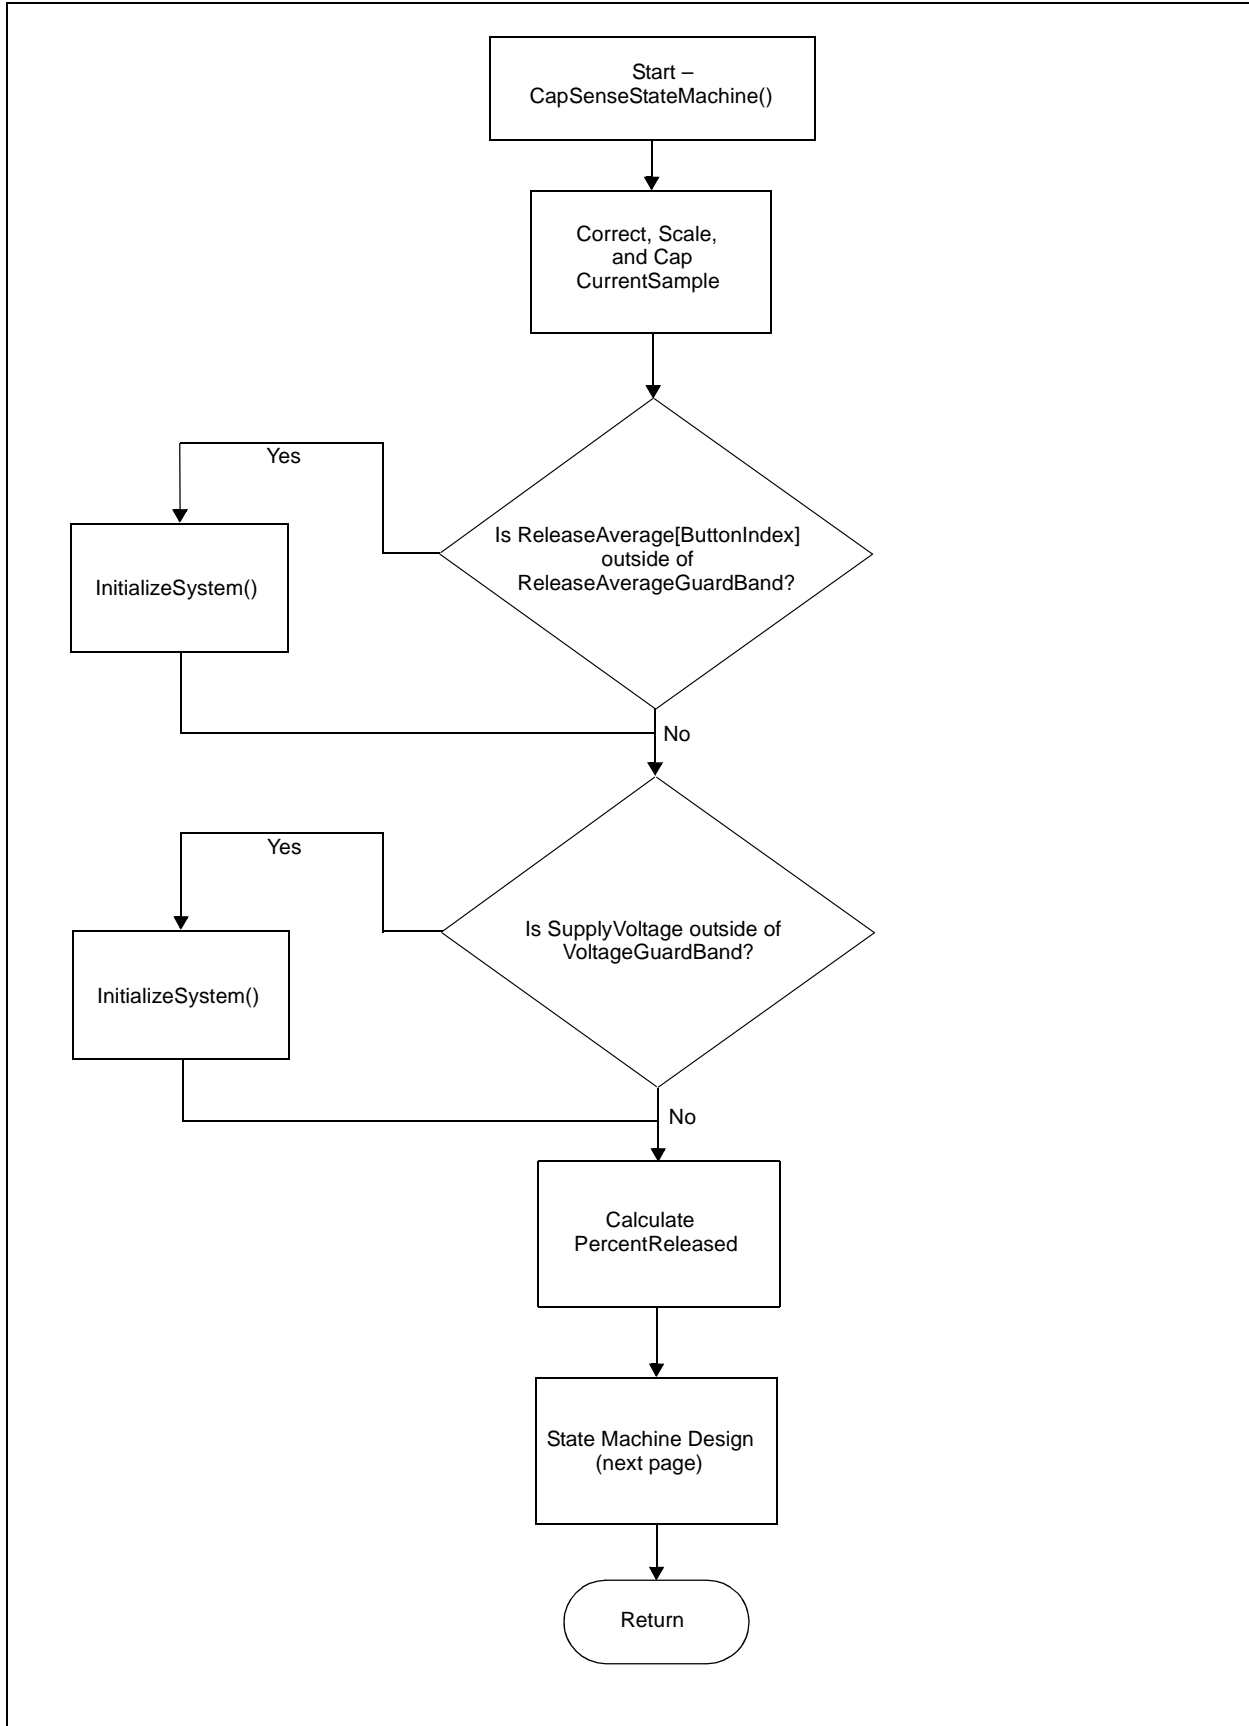 Start –
CapSenseStateMachine()
Correct, Scale,
and Cap
CurrentSample
Yes
Is ReleaseAverage[ButtonIndex]
outside of
ReleaseAverageGuardBand?
InitializeSystem()
No
Yes
Is SupplyVoltage outside of
VoltageGuardBand?
InitializeSystem()
No
Calculate
PercentReleased
State Machine Design
(next page)
Return